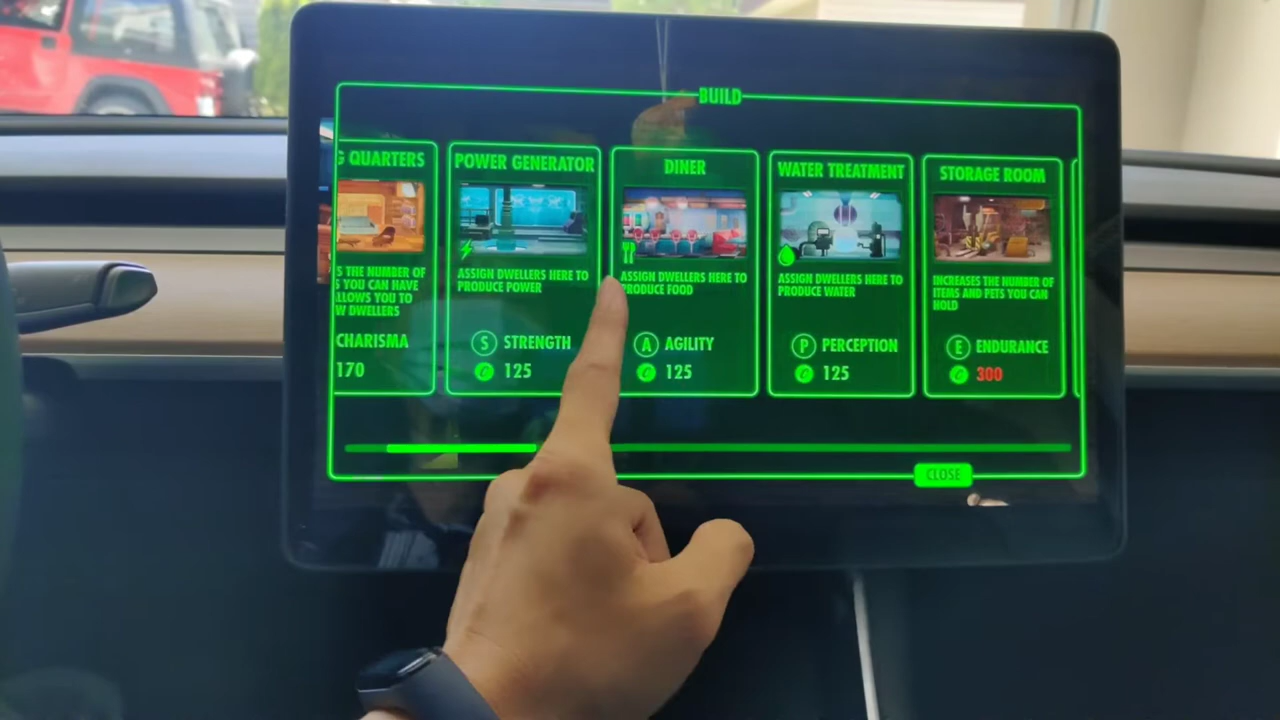 BUILD
G QUARTERS
S THE NUMBER OF
S YOU CAN HAVE
ALLOWS YOU TO
W DWELLERS
CHARISMA
170
POWER GENERATOR
ASSIGN DWELLERS HERE TO
PRODUCE POWER
S STRENGTH
125
DINER
ASSIGN DWELLERS HERE TO
PRODUCE FOOD
A AGILITY
125
WATER TREATMENT
ASSIGN DWELLERS HERE TO
PRODUCE WATER
P PERCEPTION
125
STORAGE ROOM
INCREASES THE NUMBER OF
ITEMS AND PETS YOU CAN
HOLD
E ENDURANCE
300
CLOSE